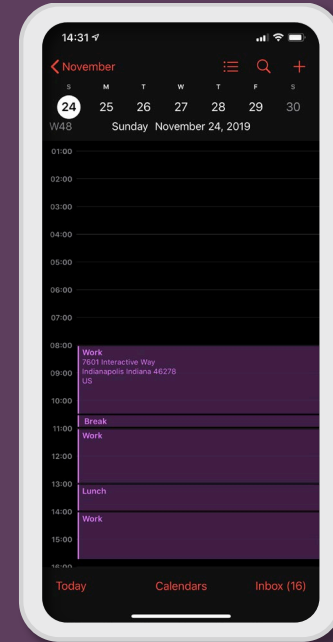 14:31
November
S M T W T F S
24 25 26 27 28 29 30
W48 Sunday November 24, 2019
01:00
02:00
03:00
04:00
05:00
06:00
07:00
08:00
Work
7601 Interactive Way
Indianapolis Indiana 46278
09:00
US
10:00
Break
11:00
Work
12:00
13:00
Lunch
14:00
Work
15:00
16:00
Today Calendars Inbox (16)